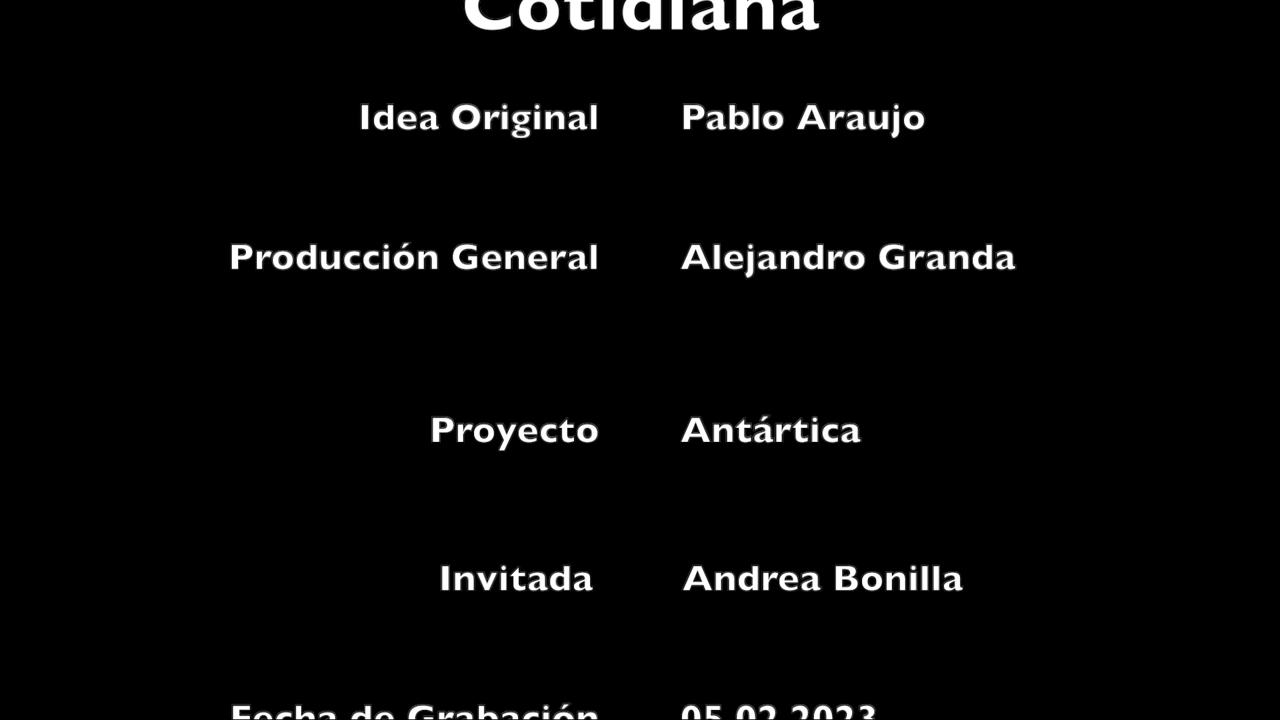 Cotidiana
Idea Original Pablo Araujo
Producción General Alejandro Granda
Proyecto Antártica
Invitada Andrea Bonilla
Fecha de Grabación 05.02.2023